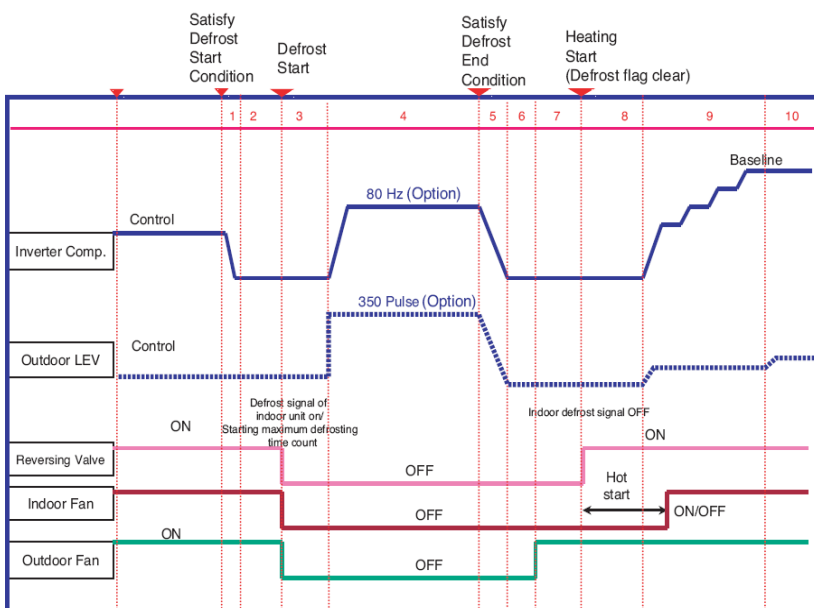 Satisfy
Defrost
Start
Condition
Defrost
Start
Satisfy
Defrost
End
Condition
Heating
Start
(Defrost flag clear)
1 2 3 4 5 6 7 8 9 10
Baseline
80 Hz (Option)
Control
Inverter Comp.
350 Pulse (Option)
Control
Outdoor LEV
Defrost signal of
indoor unit on/
Starting maximum defrosting
time count
Indoor defrost signal OFF
ON
ON
Reversing Valve
OFF
Hot
start
Indoor Fan
OFF
ON/OFF
ON
Outdoor Fan
OFF